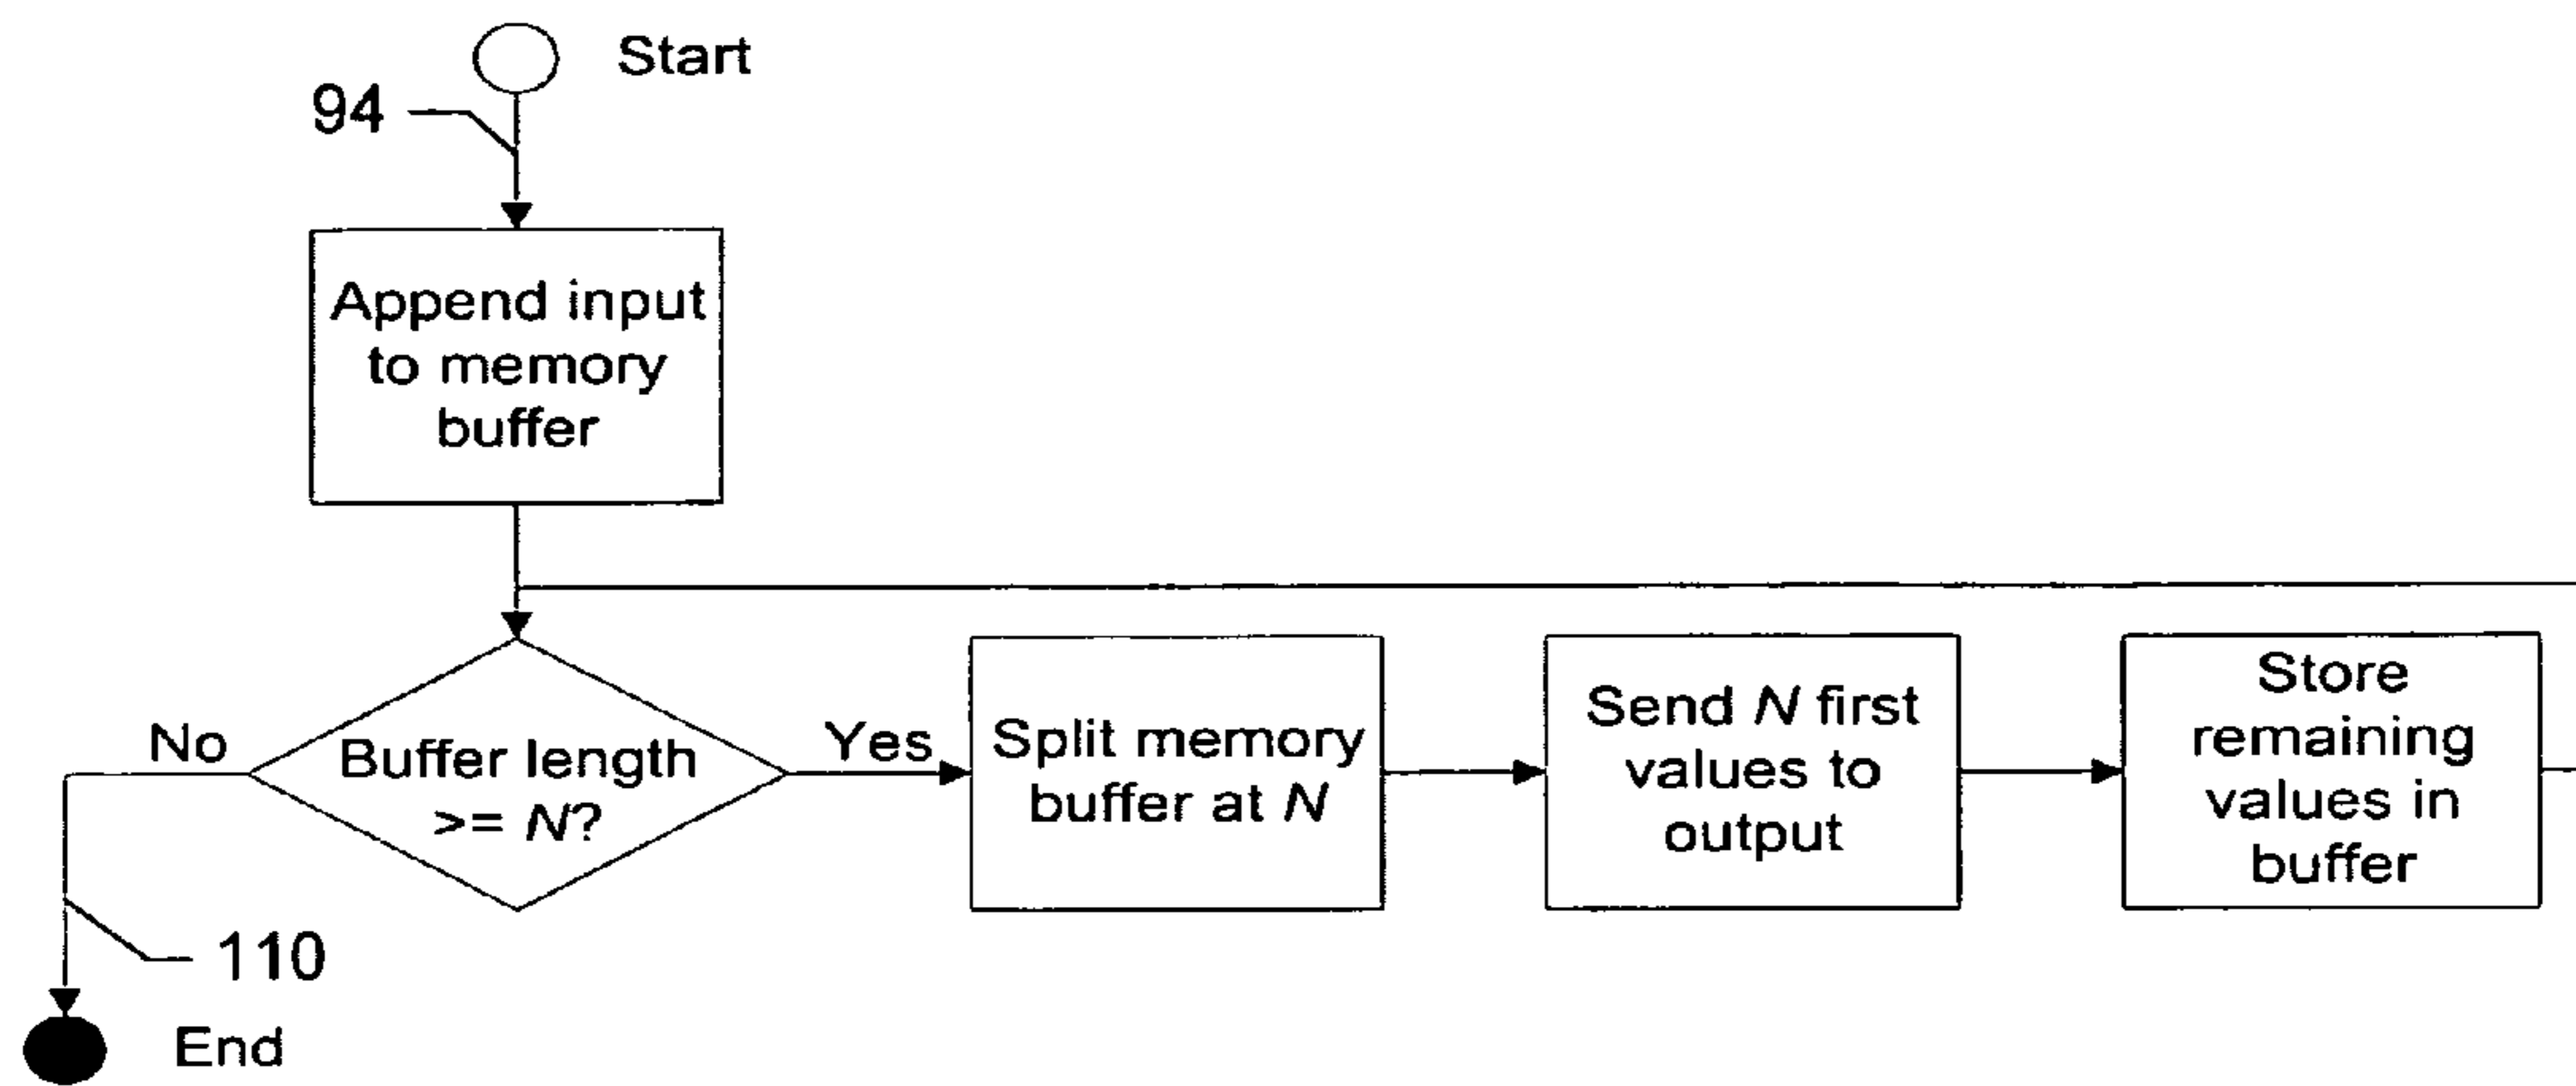 Start
94
Append input
to memory
buffer
No
Buffer length
>= N?
Yes
Split memory
buffer at N
Send N first
values to
output
Store
remaining
values in
buffer
110
End